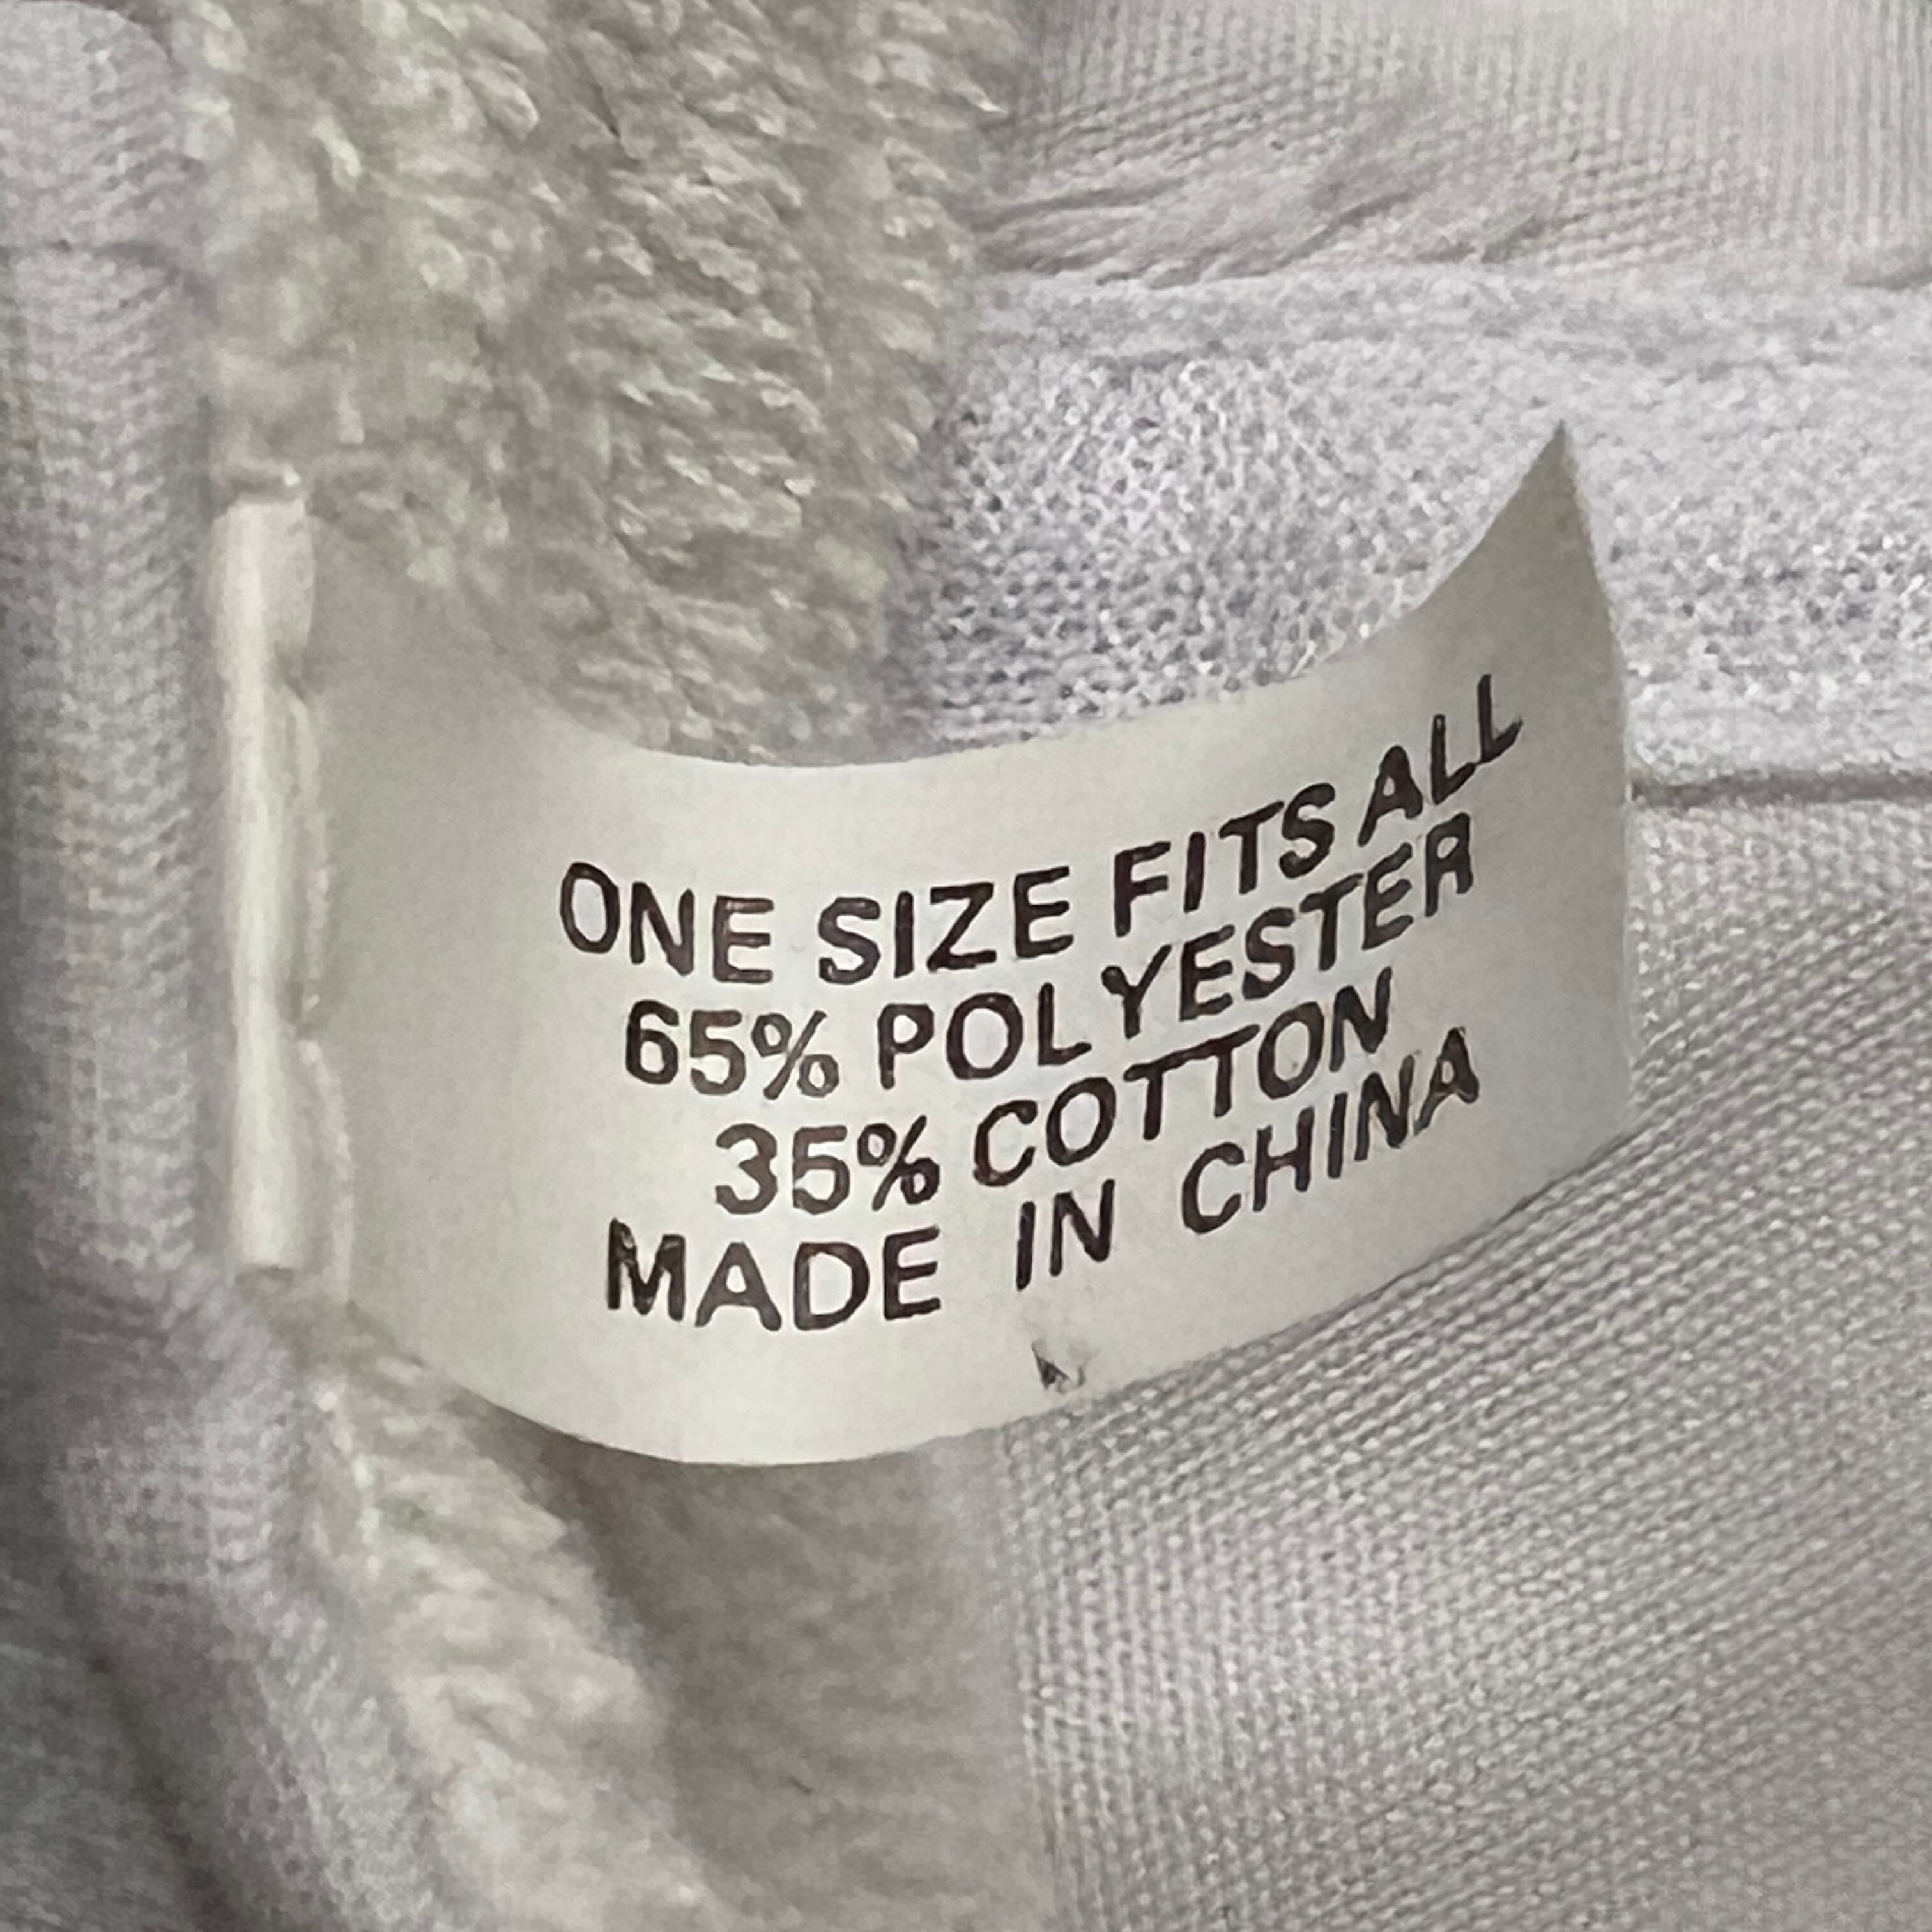 ONE SIZE FITS ALL
65% POLYESTER
35% COTTON
MADE IN CHINA